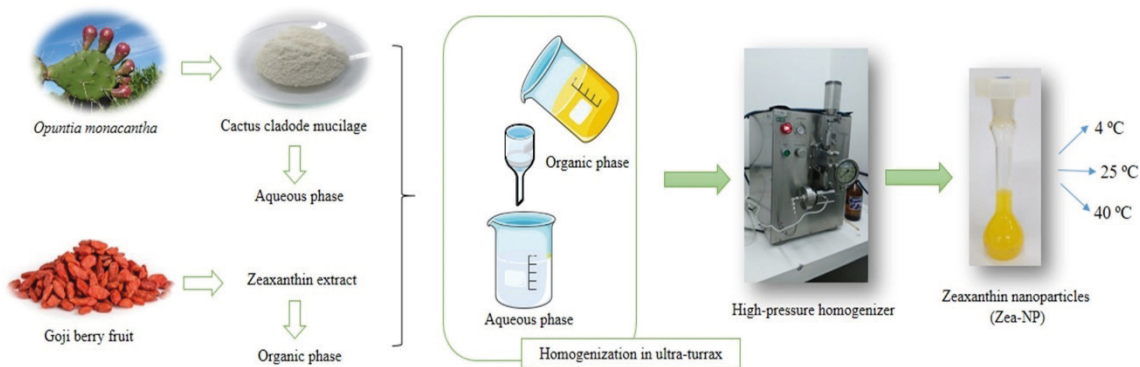 Opuntia monacantha
Cactus cladode mucilage
Aqueous phase
Goji berry fruit
Zeaxanthin extract
Organic phase
Organic phase
Aqueous phase
Homogenization in ultra-turrax
High-pressure homogenizer
Zeaxanthin nanoparticles
(Zea-NP)
4 ºC
25 ºC
40 ºC